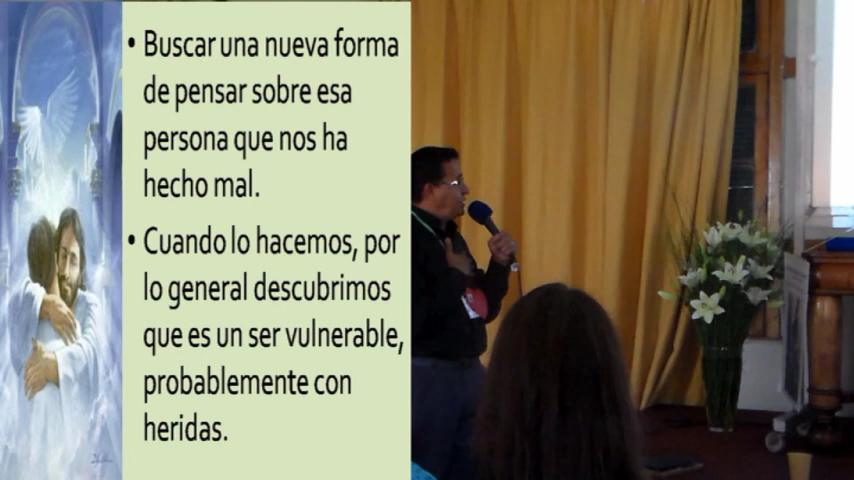 • Buscar una nueva forma
de pensar sobre esa
persona que nos ha
hecho mal.
• Cuando lo hacemos, por
lo general descubrimos
que es un ser vulnerable,
probablemente con
heridas.